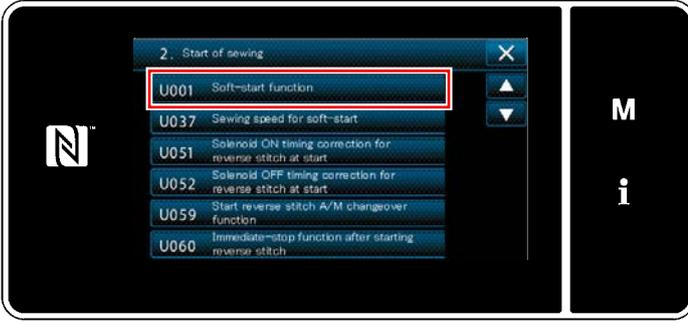 2. Start of sewing
U001 Soft-start function
U037 Sewing speed for soft-start
U051 Solenoid ON timing correction for
reverse stitch at start
U052 Solenoid OFF timing correction for
reverse stitch at start
U059 Start reverse stitch A/M changeover
function
U060 Immediate-stop function after starting
reverse stitch
M
i